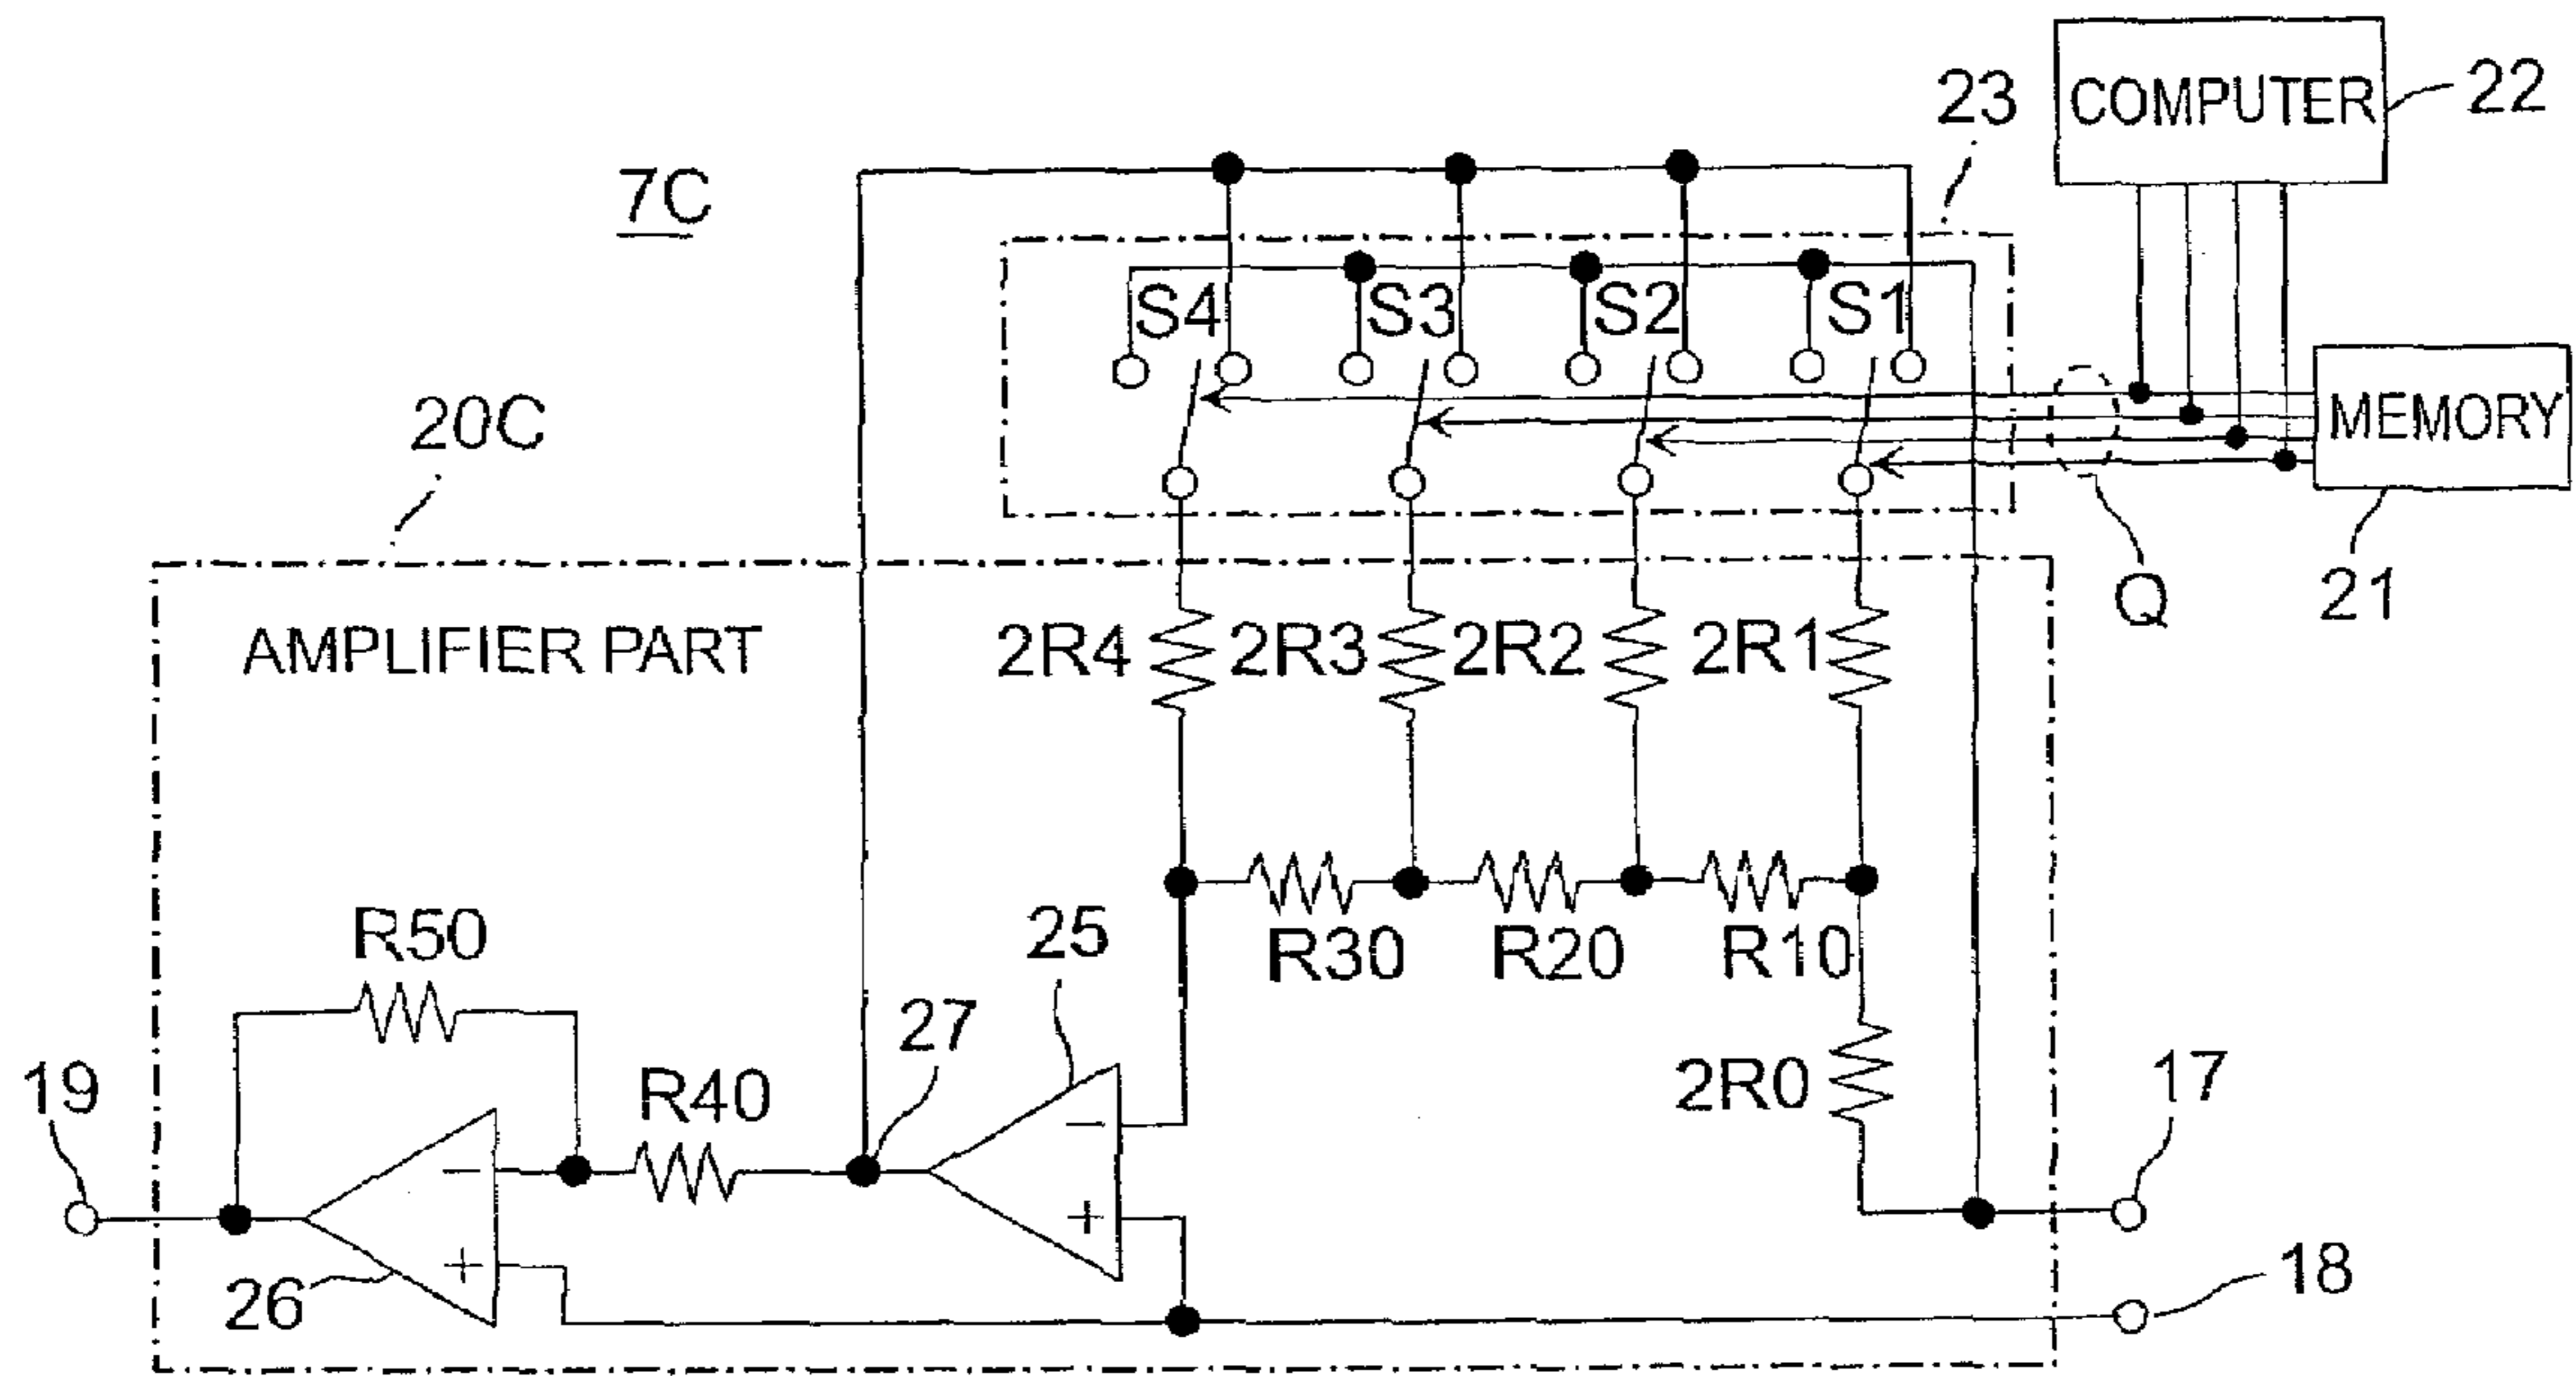 COMPUTER
22
23
7C
S4
S3
S2
S1
MEMORY
20C
Q
21
AMPLIFIER PART
2R4
2R3
2R2
2R1
R50
25
R30
R20
R10
27
19
R40
2R0
17
−
−
+
+
26
18